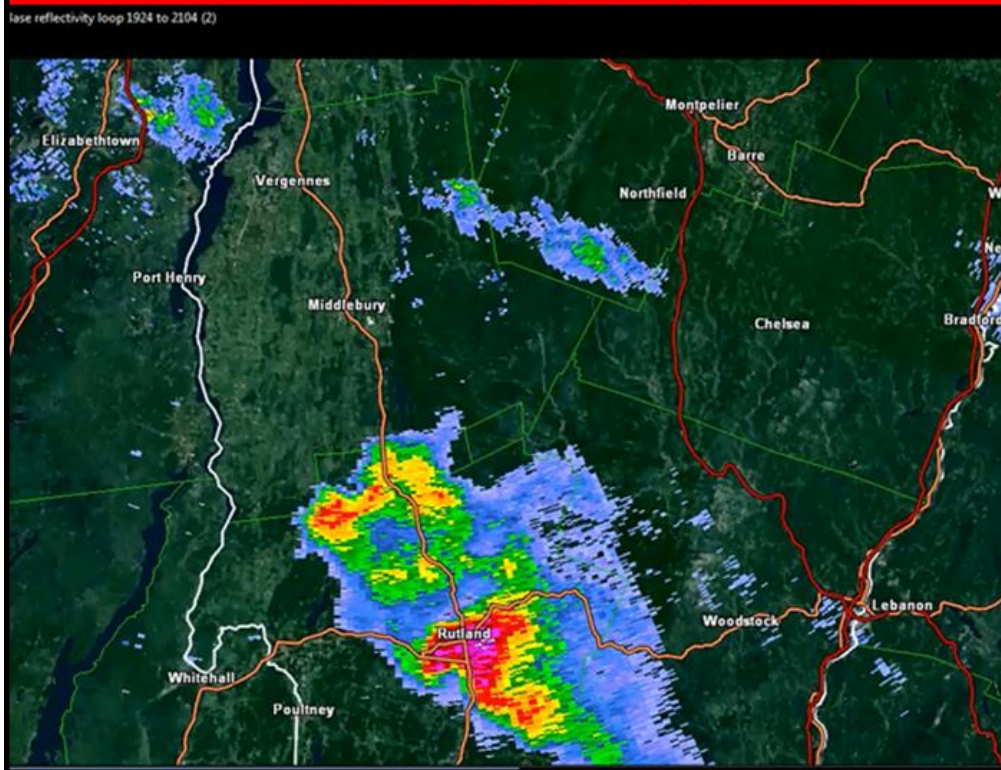 lase reflectivity loop 1924 to 2104 (2)
Montpelier
Elizabethtown
Barre
Vergennes
Northfield
W
Ne
Port Henry
Middlebury
Chelsea
Bradford
Lebanon
Woodstock
Rutland
Whitehall
Poultney